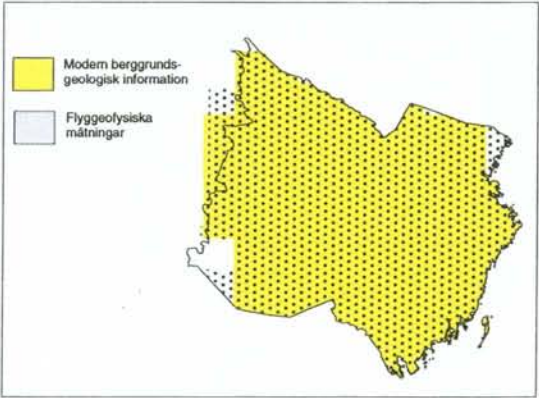 Modern berggrunds-
geologisk information
Flyggeofysiska
mätningar